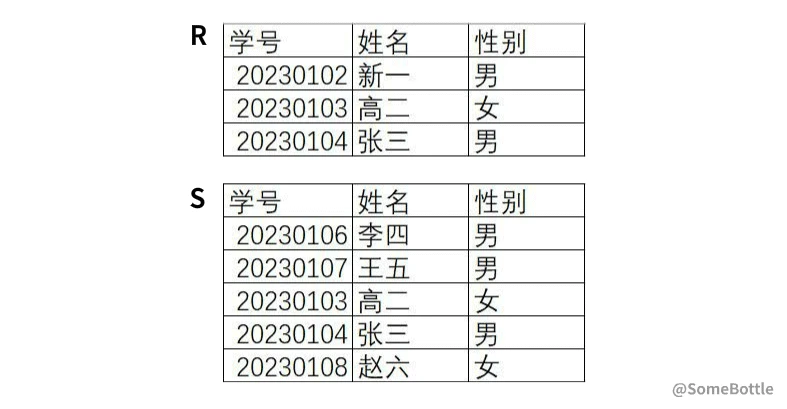 R
学号 姓名 性别
20230102 新一 男
20230103 高二 女
20230104 张三 男
S
学号 姓名 性别
20230106 李四 男
20230107 王五 男
20230103 高二 女
20230104 张三 男
20230108 赵六 女
@SomeBottle